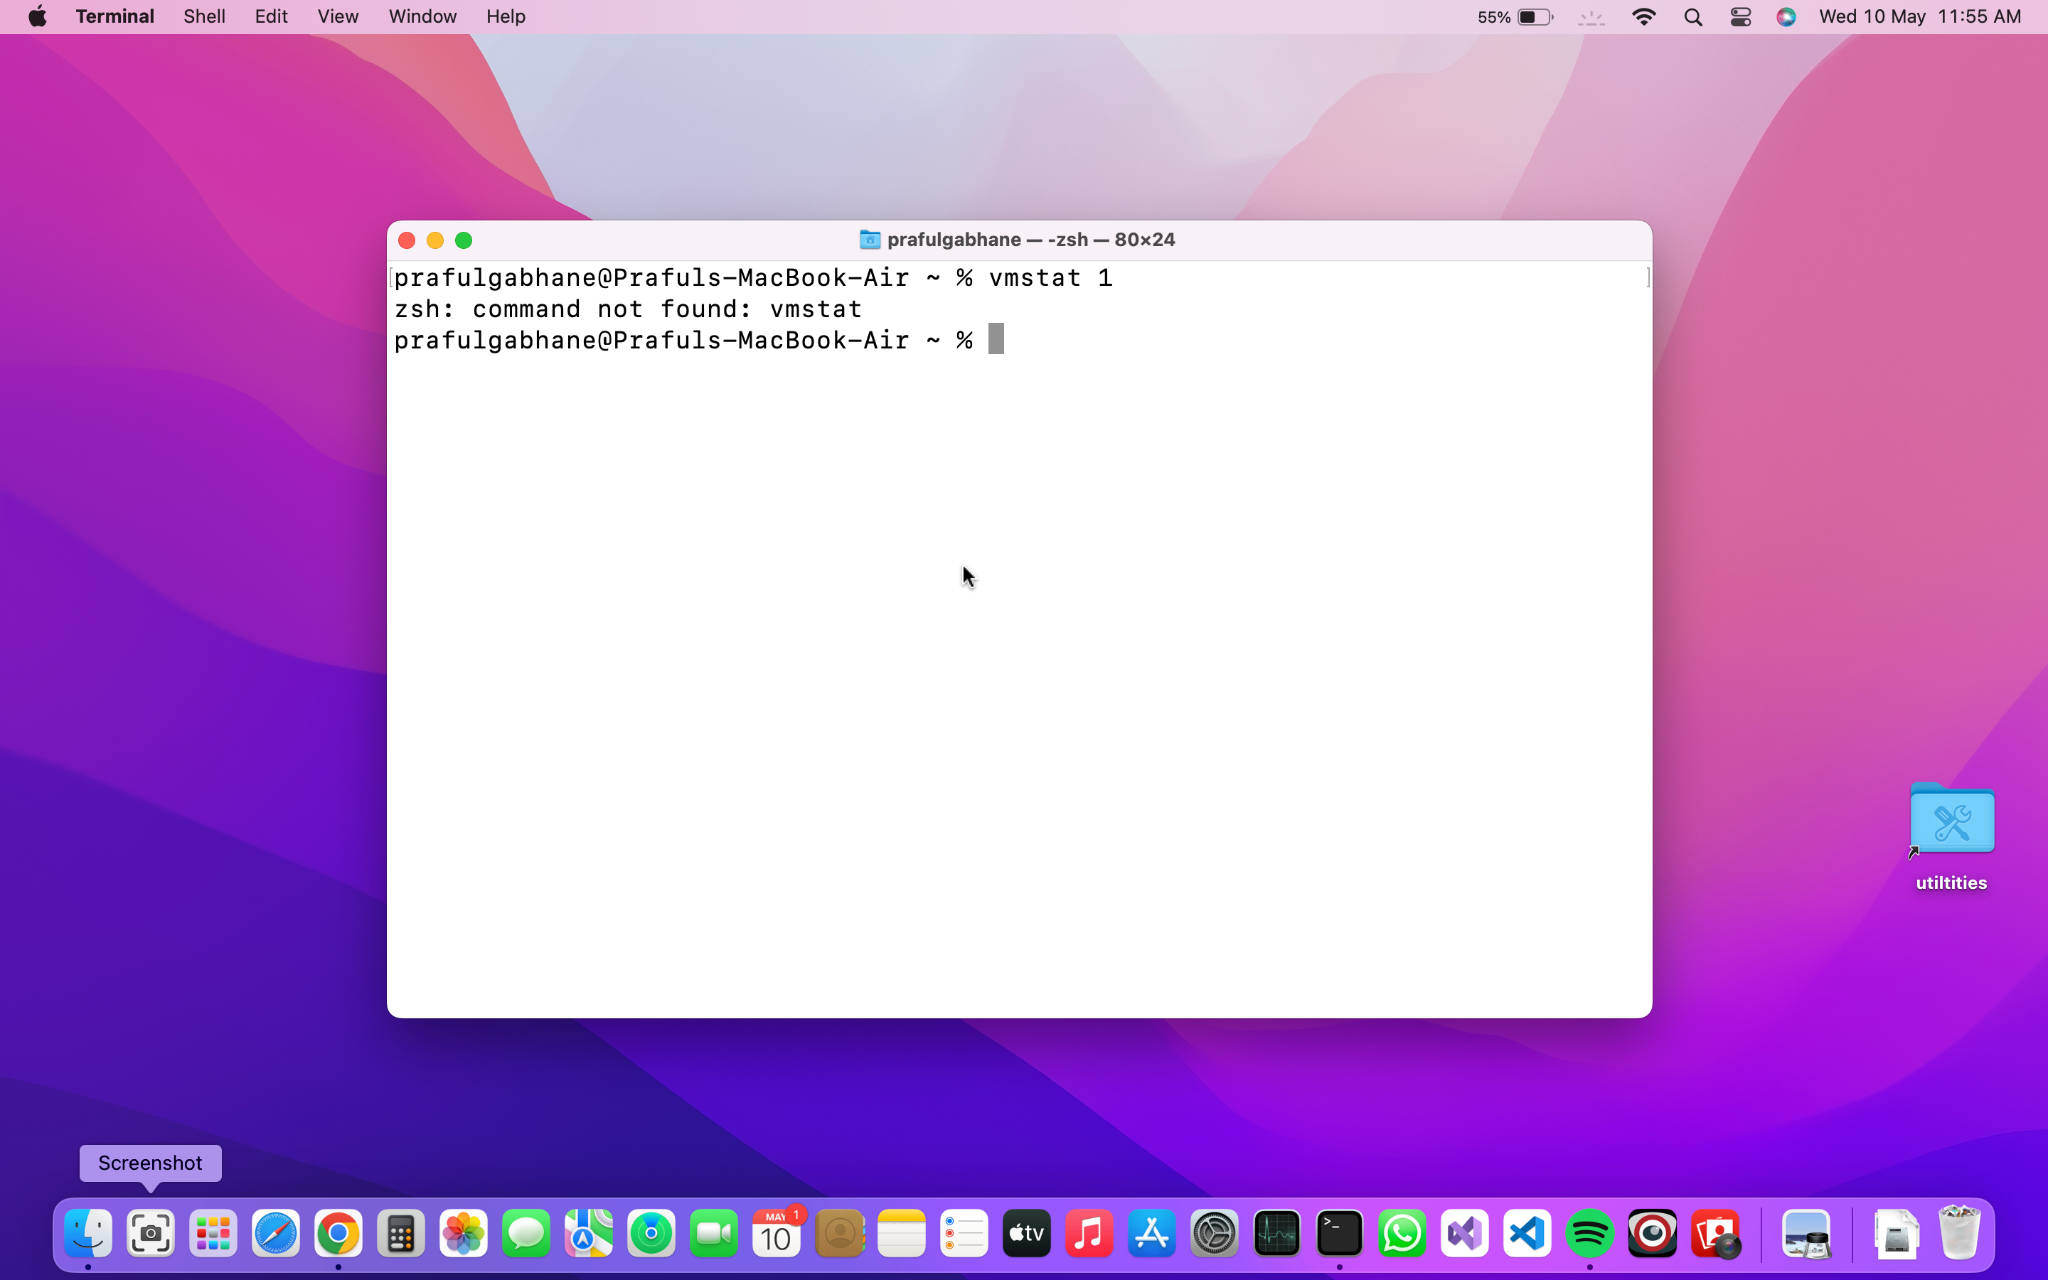 Terminal Shell Edit View Window Help 55% Wed 10 May 11:55 AM
prafulgabhane — -zsh — 80×24
prafulgabhane@Prafuls-MacBook-Air ~ % vmstat 1
zsh: command not found: vmstat
prafulgabhane@Prafuls-MacBook-Air ~ %
utiltities
Screenshot
MAY 1
10
tv
>_